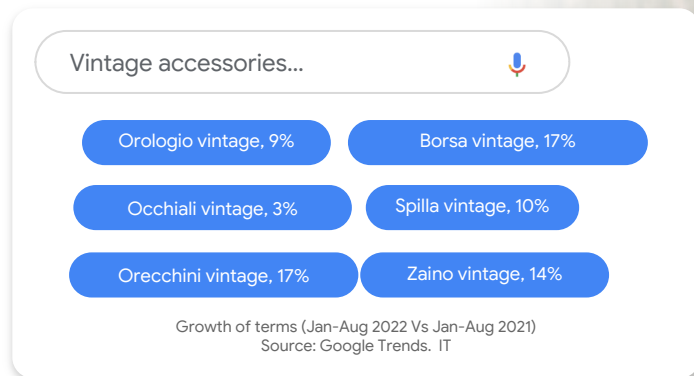 Vintage accessories...
Orologio vintage, 9%
Borsa vintage, 17%
Occhiali vintage, 3%
Spilla vintage, 10%
Orecchini vintage, 17%
Zaino vintage, 14%
Growth of terms (Jan-Aug 2022 Vs Jan-Aug 2021)
Source: Google Trends. IT